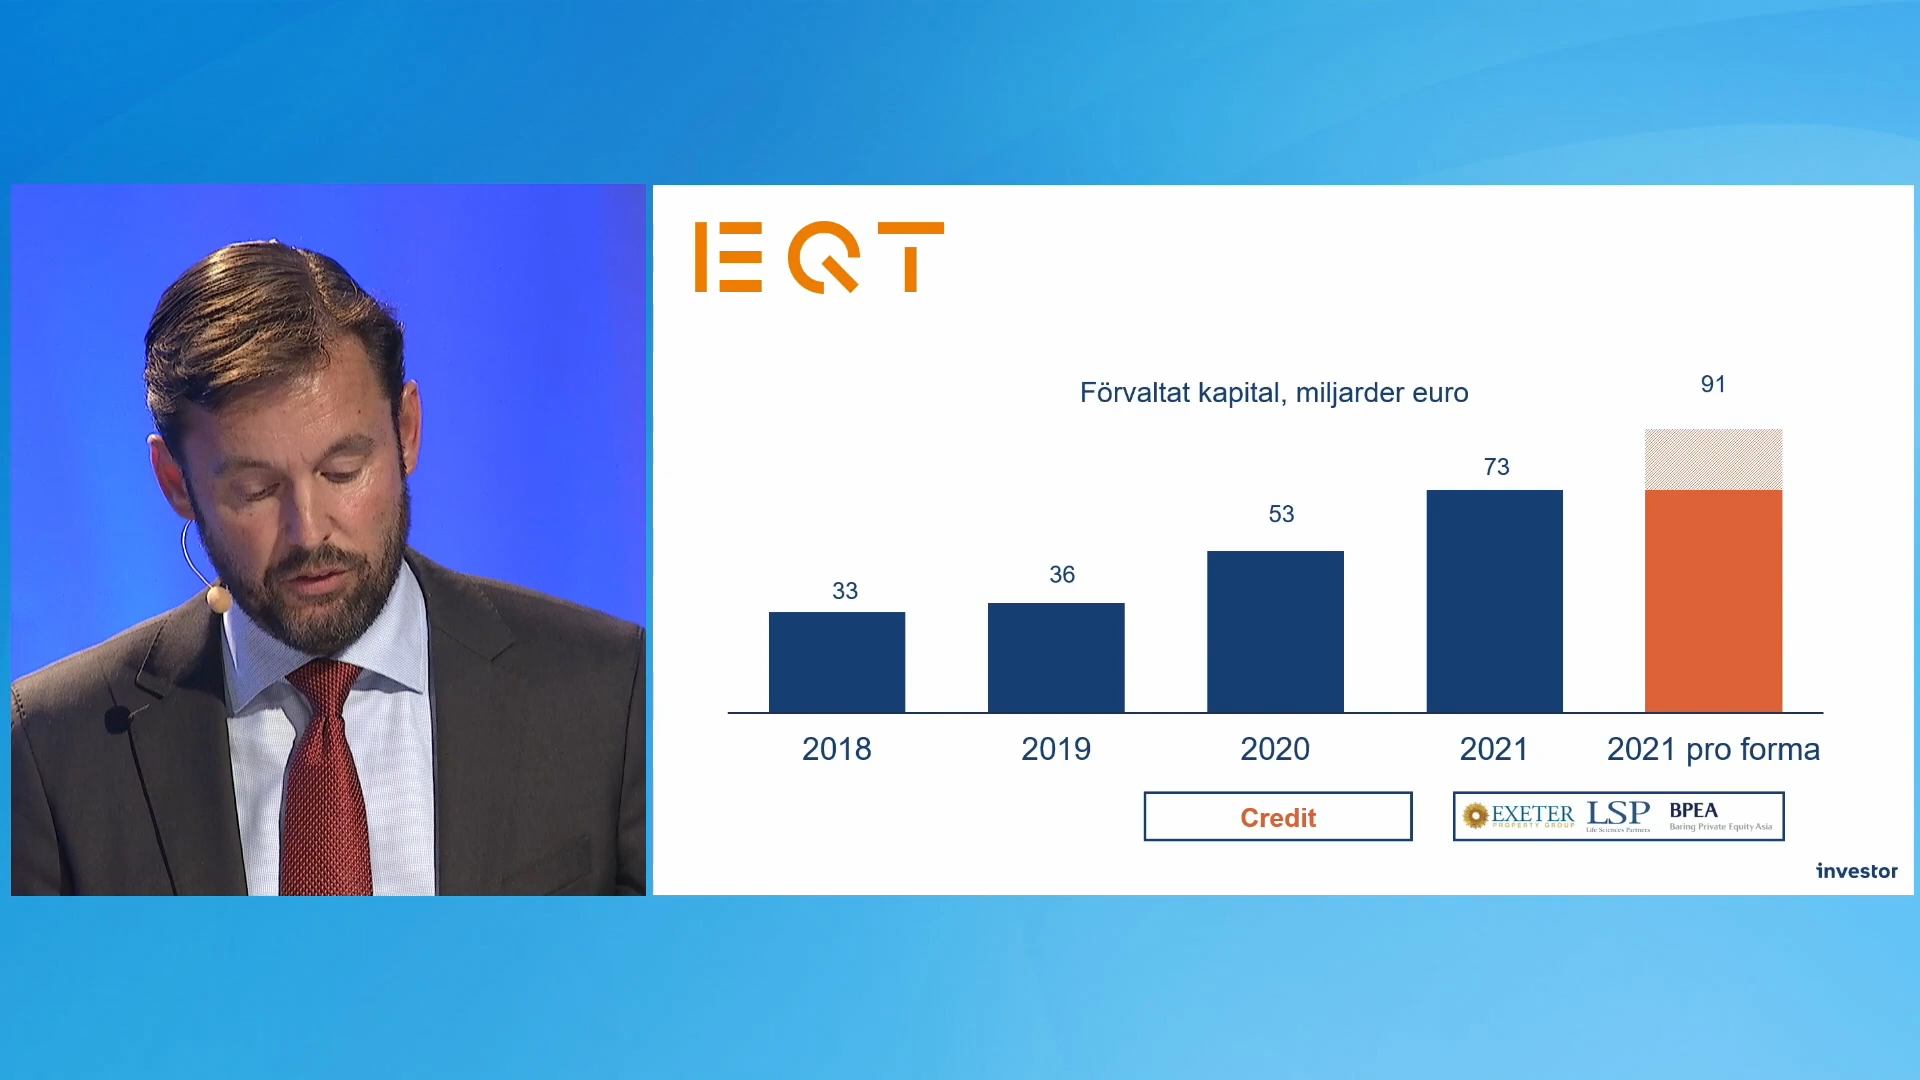 EQT
Förvaltat kapital, miljarder euro
91
73
53
36
33
2018 2019 2020 2021 2021 pro forma
Credit
EXETER
PROPERTY GROUP
LSP
Life Sciences Partners
BPEA
Baring Private Equity Asia
investor